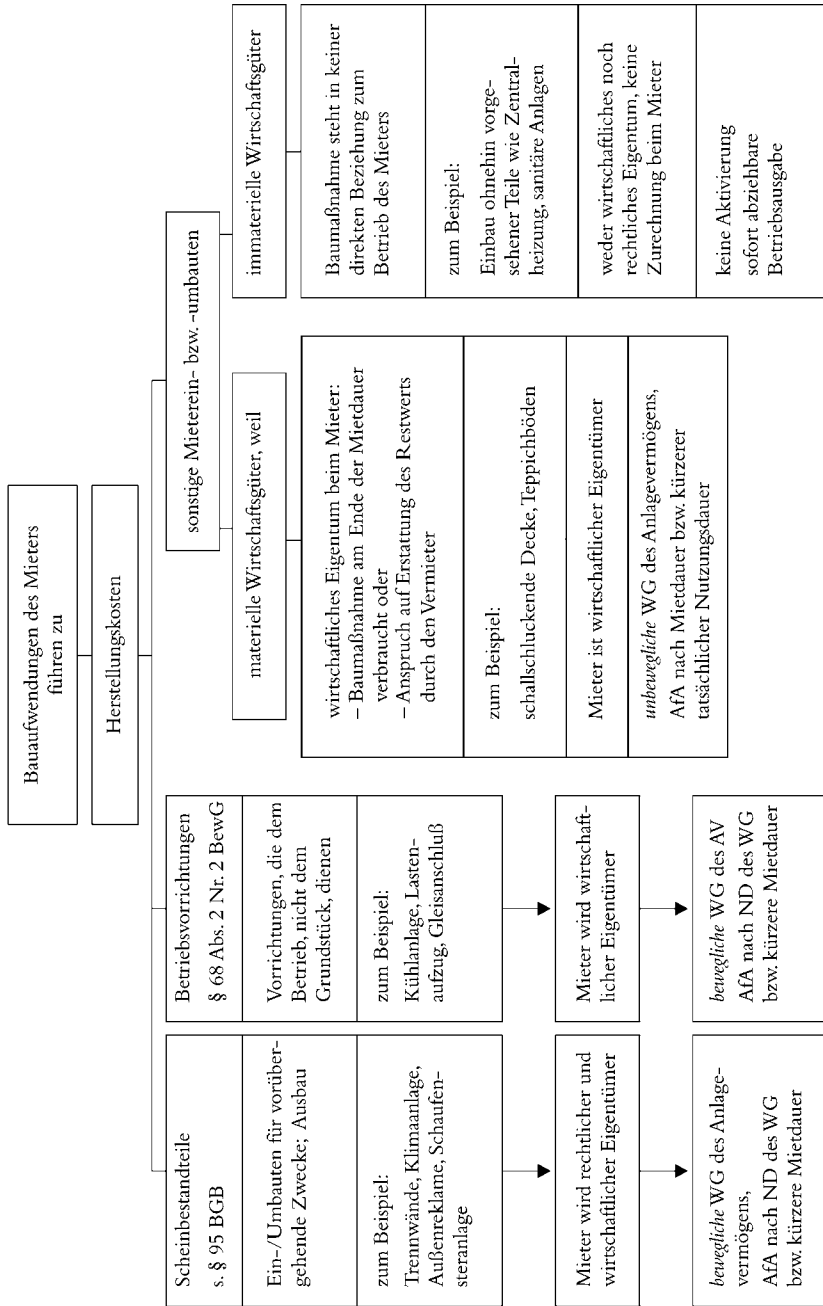 Bauaufwendungen des Mieters
führen zu
Herstellungskosten
Scheinbestandteile
s. § 95 BGB
Ein-/Umbauten für vorüber-
gehende Zwecke; Ausbau
zum Beispiel:
Trennwände, Klimaanlage,
Außenreklame, Schaufen-
steranlage
Mieter wird rechtlicher und
wirtschaftlicher Eigentümer
bewegliche WG des Anlage-
vermögens,
AfA nach ND des WG
bzw. kürzere Mietdauer
Betriebsvorrichtungen
§ 68 Abs. 2 Nr. 2 BewG
Vorrichtungen, die dem
Betrieb, nicht dem
Grundstück, dienen
zum Beispiel:
Kühlanlage, Lasten-
aufzug, Gleisanschluß
Mieter wird wirtschaft-
licher Eigentümer
bewegliche WG des AV
AfA nach ND des WG
bzw. kürzere Mietdauer
sonstige Mieterein- bzw. -umbauten
materielle Wirtschaftsgüter, weil
wirtschaftliches Eigentum beim Mieter:
– Baumaßnahme am Ende der Mietdauer
verbraucht oder
– Anspruch auf Erstattung des Restwerts
durch den Vermieter
zum Beispiel:
schallschluckende Decke, Teppichböden
Mieter ist wirtschaftlicher Eigentümer
unbewegliche WG des Anlagevermögens,
AfA nach Mietdauer bzw. kürzerer
tatsächlicher Nutzungsdauer
immaterielle Wirtschaftsgüter
Baumaßnahme steht in keiner
direkten Beziehung zum
Betrieb des Mieters
zum Beispiel:
Einbau ohnehin vorge-
sehener Teile wie Zentral-
heizung, sanitäre Anlagen
weder wirtschaftliches noch
rechtliches Eigentum, keine
Zurechnung beim Mieter
keine Aktivierung
sofort abziehbare
Betriebsausgabe